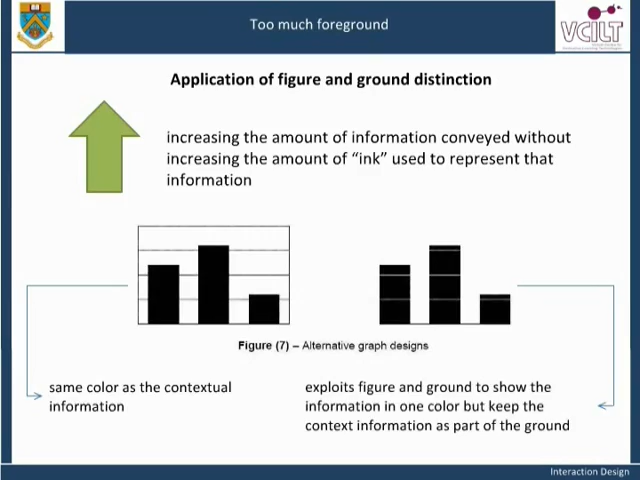 Too much foreground
VCILT
Application of figure and ground distinction
increasing the amount of information conveyed without
increasing the amount of “ink” used to represent that
information
Figure (7) – Alternative graph designs
same color as the contextual
information
exploits figure and ground to show the
information in one color but keep the
context information as part of the ground
Interaction Design